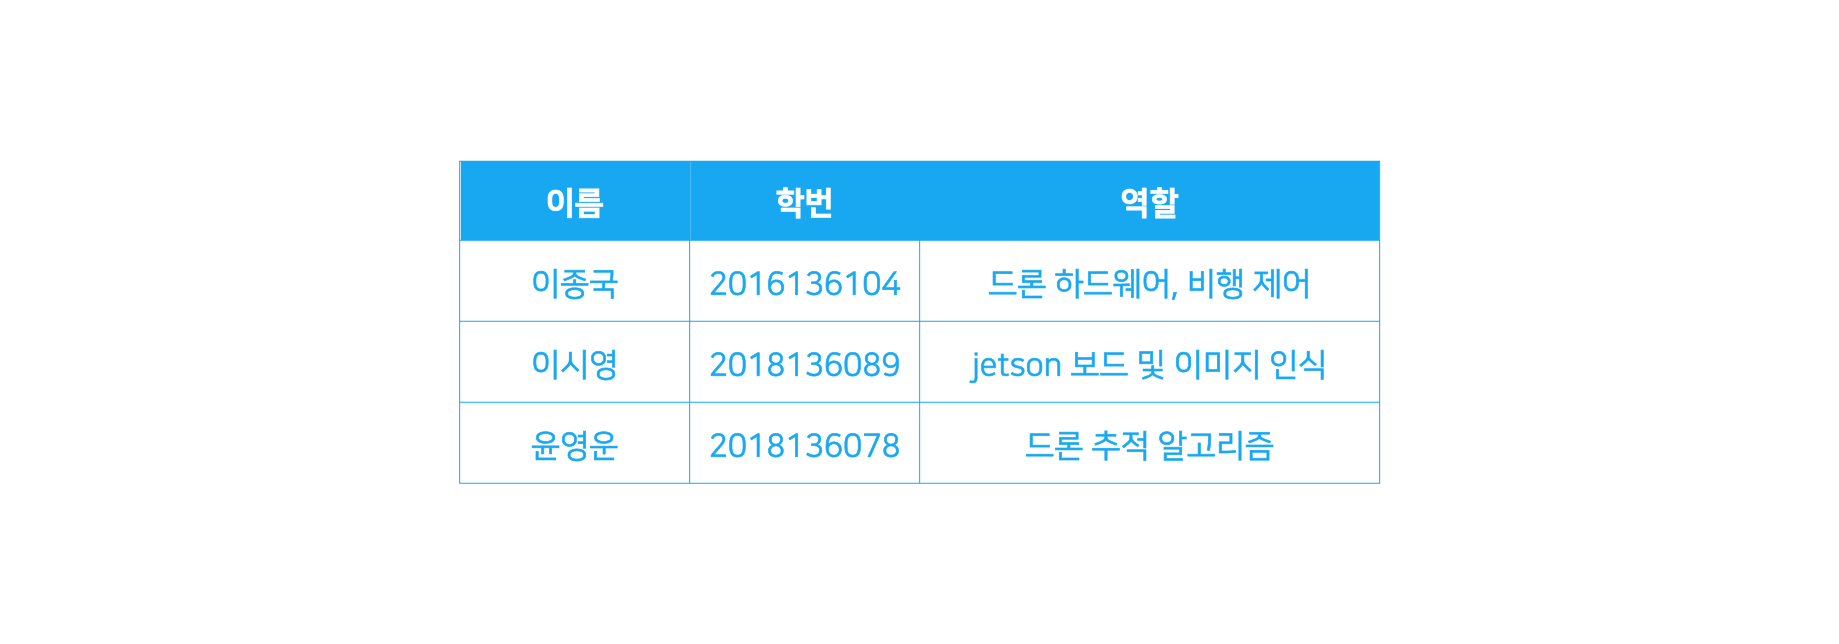 이름 학번 역할
이종국 2016136104 드론 하드웨어, 비행 제어
이시영 2018136089 jetson 보드 및 이미지 인식
윤영운 2018136078 드론 추적 알고리즘